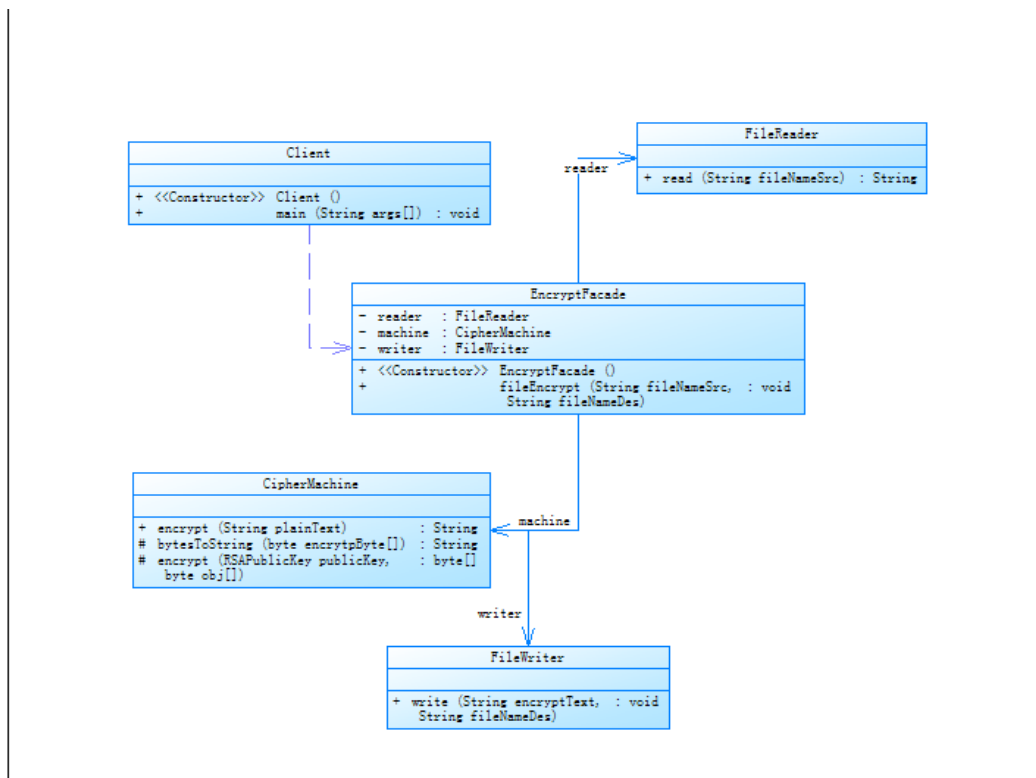 FileReader
+ read (String fileNameSrc) : String
reader
Client
+ <<Constructor>> Client ()
+ main (String args[]) : void
EncryptFacade
- reader : FileReader
- machine : CipherMachine
- writer : FileWriter
+ <<Constructor>> EncryptFacade ()
+ fileEncrypt (String fileNameSrc, : void
String fileNameDes)
CipherMachine
+ encrypt (String plainText) : String
# bytesToString (byte encrytpByte[]) : String
# encrypt (RSAPublicKey publicKey, : byte[]
byte obj[])
machine
writer
FileWriter
+ write (String encryptText, : void
String fileNameDes)